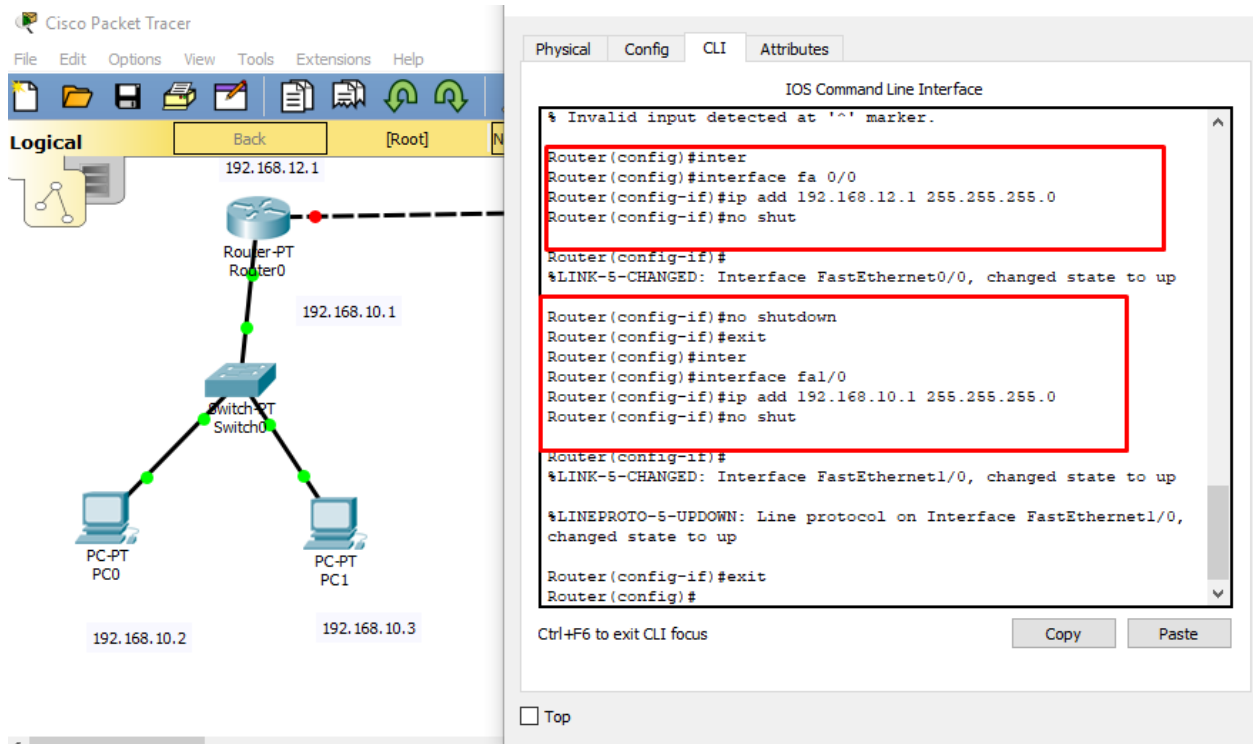 Cisco Packet Tracer
File Edit Options View Tools Extensions Help
Logical Back [Root] N
192.168.12.1
Router-PT
Router0
192.168.10.1
Switch-PT
Switch0
PC-PT
PC0
PC-PT
PC1
192.168.10.2
192.168.10.3
Physical Config CLI Attributes
IOS Command Line Interface
% Invalid input detected at '^' marker.
Router(config)#inter
Router(config)#interface fa 0/0
Router(config-if)#ip add 192.168.12.1 255.255.255.0
Router(config-if)#no shut
Router(config-if)#
%LINK-5-CHANGED: Interface FastEthernet0/0, changed state to up
Router(config-if)#no shutdown
Router(config-if)#exit
Router(config)#inter
Router(config)#interface fa1/0
Router(config-if)#ip add 192.168.10.1 255.255.255.0
Router(config-if)#no shut
Router(config-if)#
%LINK-5-CHANGED: Interface FastEthernet1/0, changed state to up
%LINEPROTO-5-UPDOWN: Line protocol on Interface FastEthernet1/0,
changed state to up
Router(config-if)#exit
Router(config)#
Ctrl+F6 to exit CLI focus
Copy Paste
Top